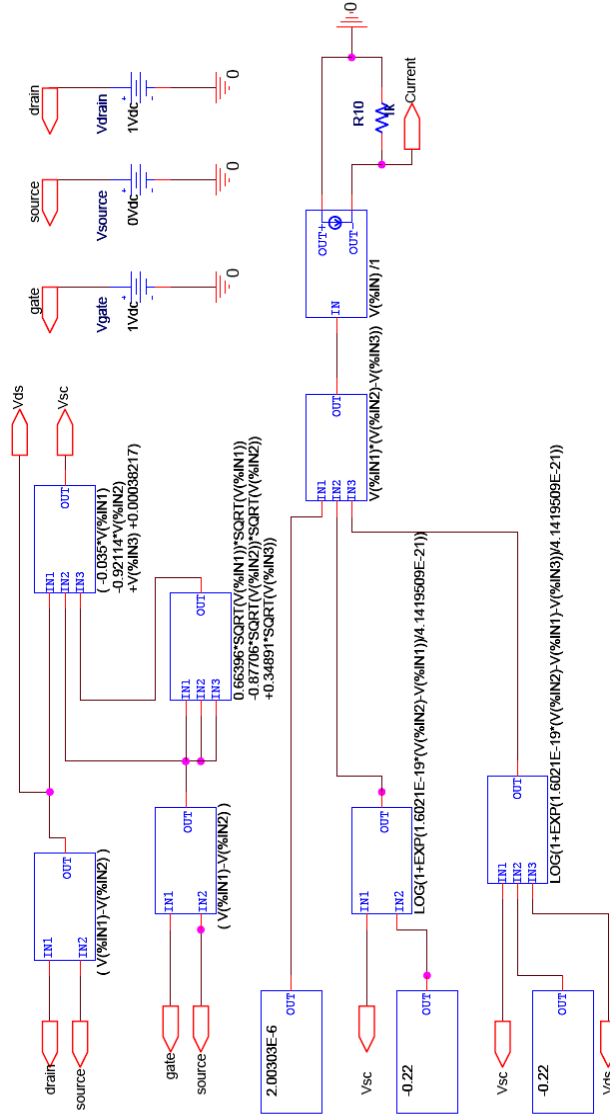 drain
Vdrain
1Vdc
0
source
Vsource
0Vdc
0
gate
Vgate
1Vdc
0
Vds
Vsc
OUT
IN1
IN2
IN3
( -0.035*V(%IN1)
-0.92114*V(%IN2)
+V(%IN3) +0.00038217)
OUT
IN1
IN2
IN3
0.66396*SQRT(V(%IN1))*SQRT(V(%IN1))
-0.87706*SQRT(V(%IN2))*SQRT(V(%IN2))
+0.34891*SQRT(V(%IN3))
drain
source
IN1
IN2
OUT
( V(%IN1)-V(%IN2) )
gate
source
IN1
IN2
OUT
( V(%IN1)-V(%IN2) )
0
R10
1k
Current
OUT+
OUT-
IN
V(%IN) /1
OUT
IN1
IN2
IN3
V(%IN1)*(V(%IN2)-V(%IN3))
2.00303E-6
OUT
Vsc
-0.22
OUT
IN1
IN2
OUT
LOG(1+EXP(1.6021E-19*(V(%IN2)-V(%IN1))/4.1419509E-21))
Vsc
-0.22
OUT
Vds
IN1
IN2
IN3
OUT
LOG(1+EXP(1.6021E-19*(V(%IN2)-V(%IN1)-V(%IN3))/4.1419509E-21))